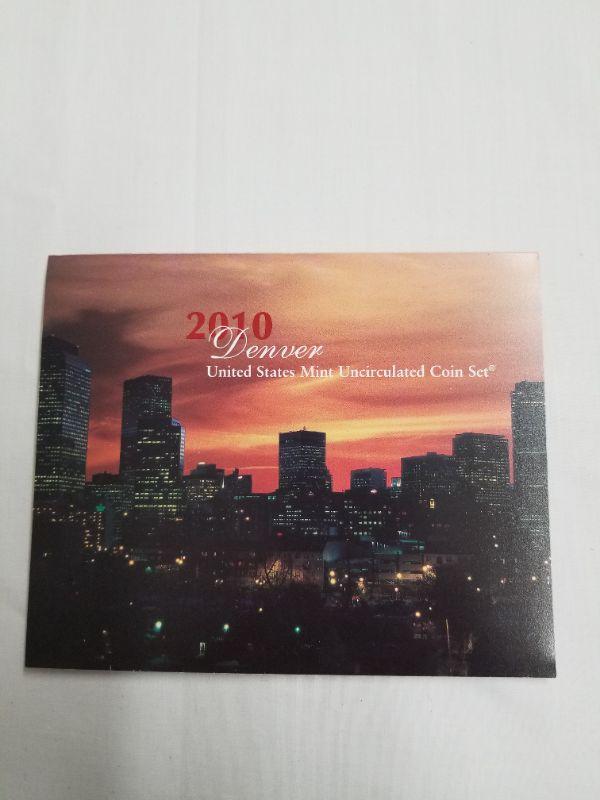 2010
Denver
United States Mint Uncirculated Coin Set®